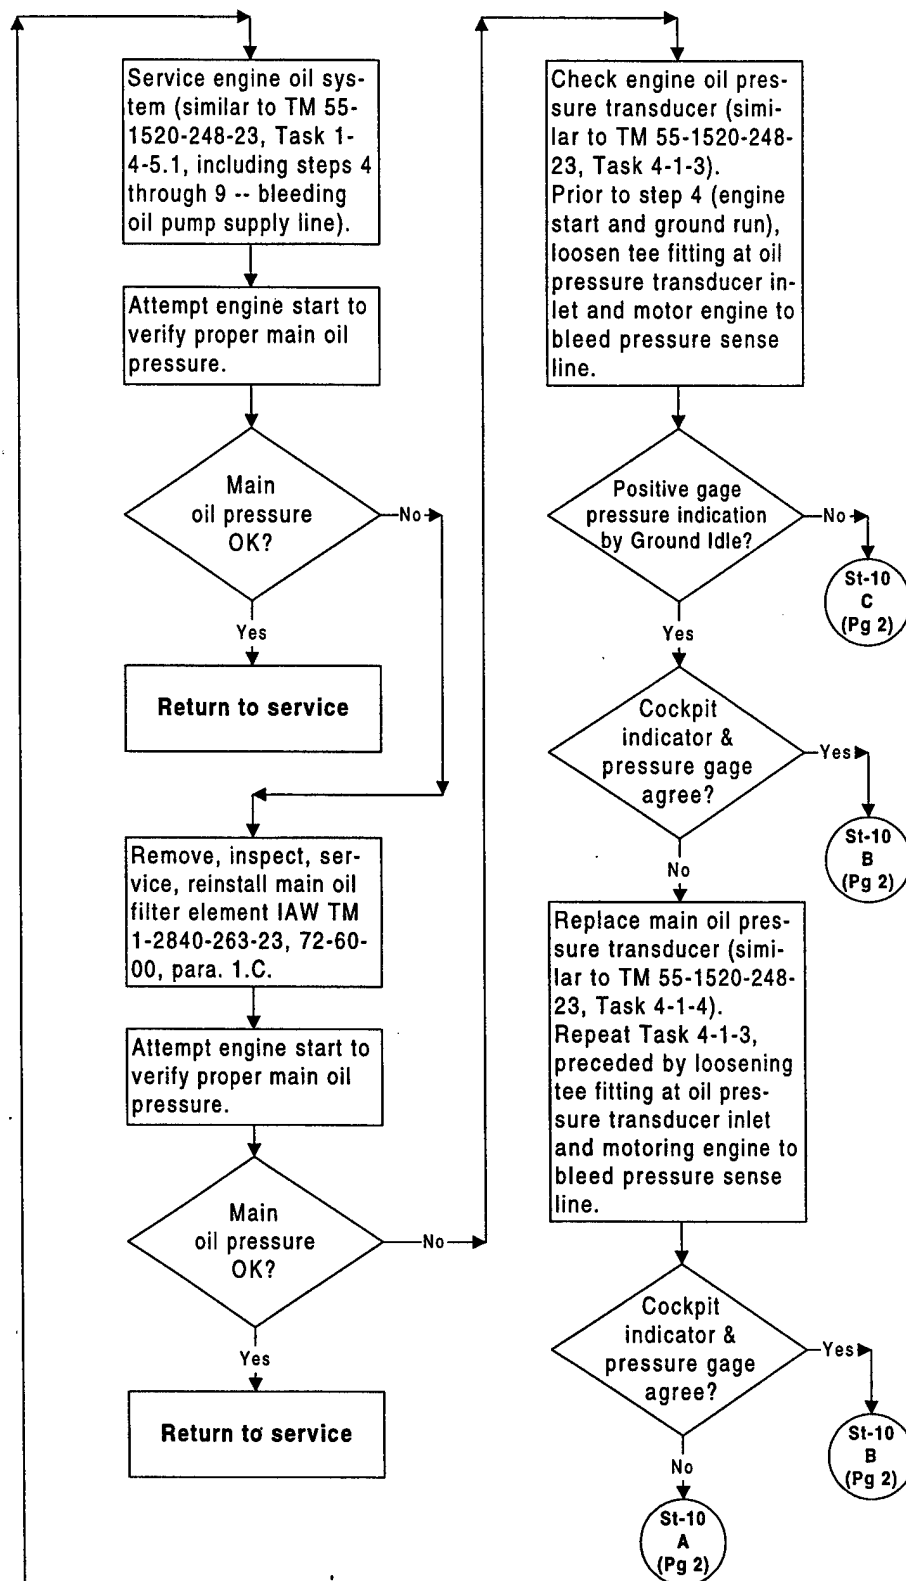 Service engine oil sys-
tem (similar to TM 55-
1520-248-23, Task 1-
4-5.1, including steps 4
through 9 -- bleeding
oil pump supply line).
Attempt engine start to
verify proper main oil
pressure.
Main
oil pressure
OK?
No
Yes
Return to service
Remove, inspect, ser-
vice, reinstall main oil
filter element IAW TM
1-2840-263-23, 72-60-
00, para. 1.C.
Attempt engine start to
verify proper main oil
pressure.
Main
oil pressure
OK?
No
Yes
Return to service
Check engine oil pres-
sure transducer (simi-
lar to TM 55-1520-248-
23, Task 4-1-3).
Prior to step 4 (engine
start and ground run),
loosen tee fitting at oil
pressure transducer in-
let and motor engine to
bleed pressure sense
line.
Positive gage
pressure indication
by Ground Idle?
No
St-10
C
(Pg 2)
Yes
Cockpit
indicator &
pressure gage
agree?
Yes
St-10
B
(Pg 2)
No
Replace main oil pres-
sure transducer (simi-
lar to TM 55-1520-248-
23, Task 4-1-4).
Repeat Task 4-1-3,
preceded by loosening
tee fitting at oil pres-
sure transducer inlet
and motoring engine to
bleed pressure sense
line.
Cockpit
indicator &
pressure gage
agree?
Yes
St-10
B
(Pg 2)
No
St-10
A
(Pg 2)